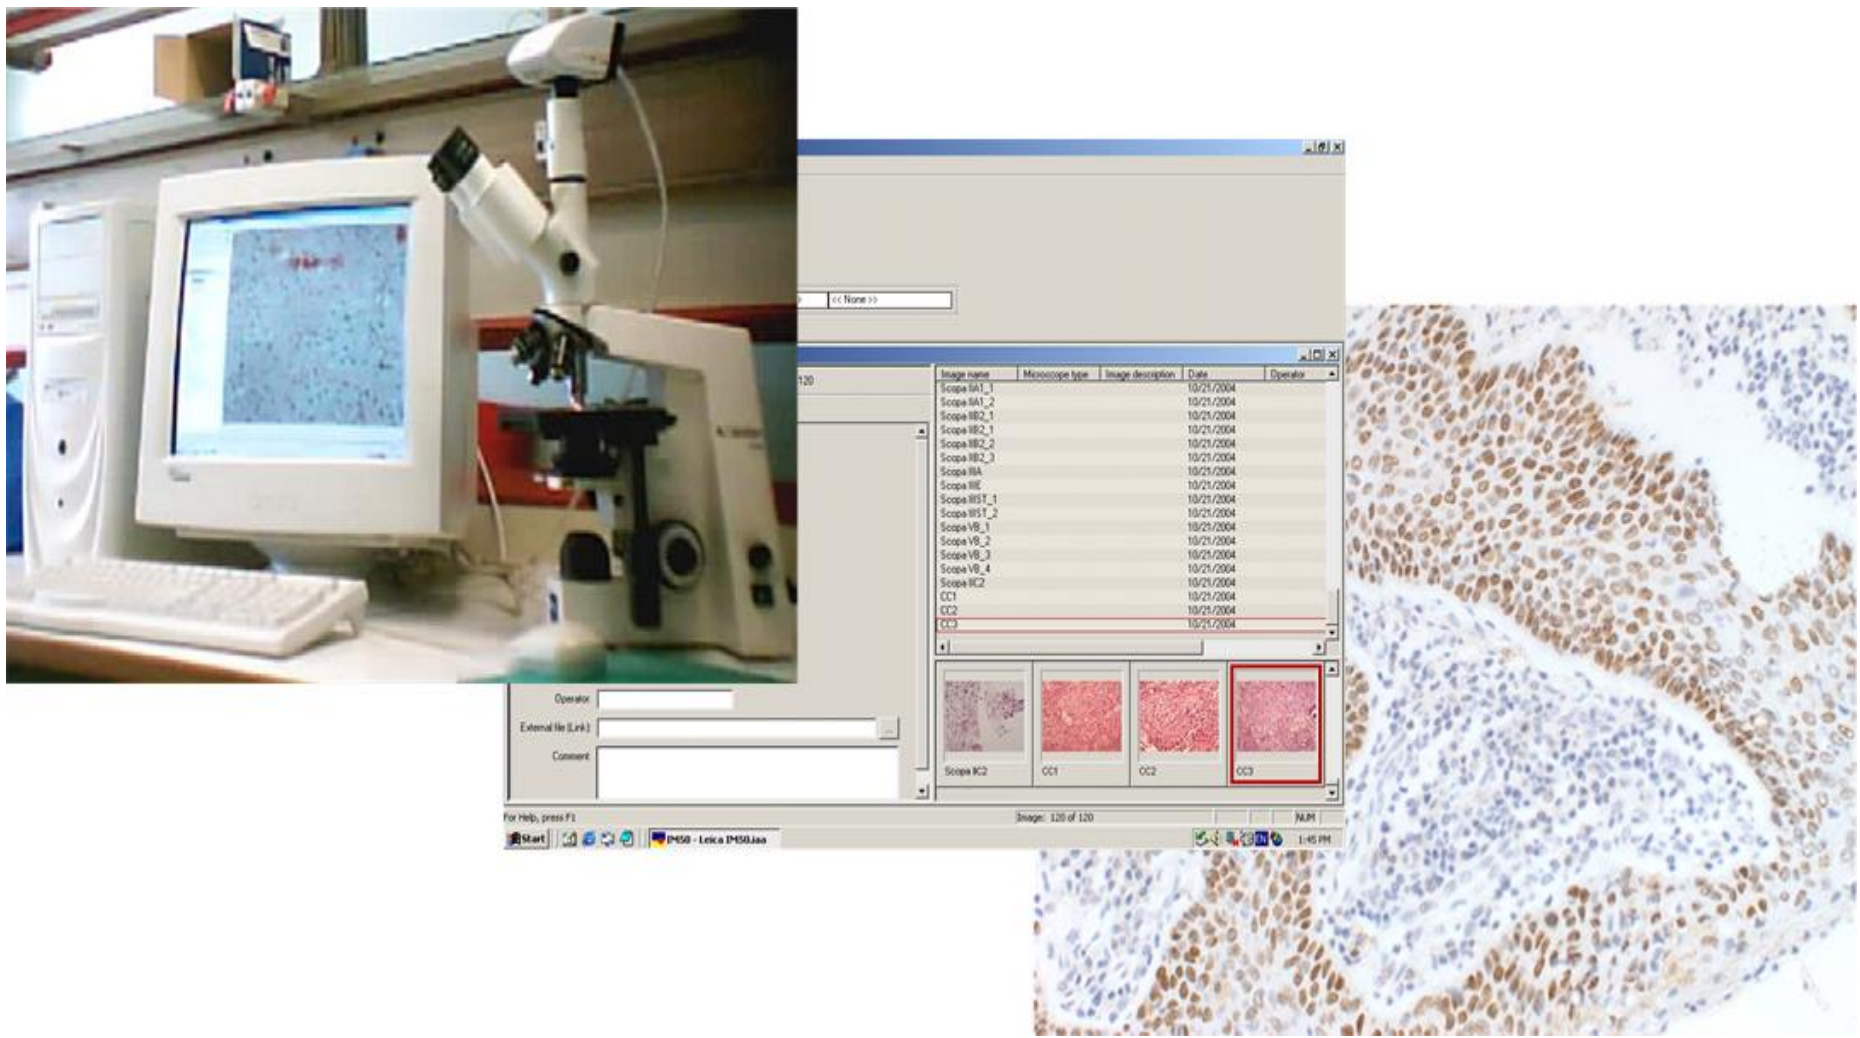 << None >>
120
Image name Microscope type Image description Date Operator
Scopa IIA1_1 10/21/2004
Scopa IIA1_2 10/21/2004
Scopa IIB2_1 10/21/2004
Scopa IIB2_1 10/21/2004
Scopa IIB2_2 10/21/2004
Scopa IIB2_3 10/21/2004
Scopa IIIA 10/21/2004
Scopa IIIE 10/21/2004
Scopa IIIST_1 10/21/2004
Scopa IIIST_2 10/21/2004
Scopa VB_1 10/21/2004
Scopa VB_2 10/21/2004
Scopa VB_3 10/21/2004
Scopa VB_4 10/21/2004
Scopa IIC2 10/21/2004
CC1 10/21/2004
CC2 10/21/2004
CC3 10/21/2004
Operator
External file (Link)
...
Comment
Scopa IIC2 CC1 CC2 CC3
For Help, press F1 Image: 120 of 120 NUM
Start IM50 - Leica IM50.iaa EN 1:45 PM